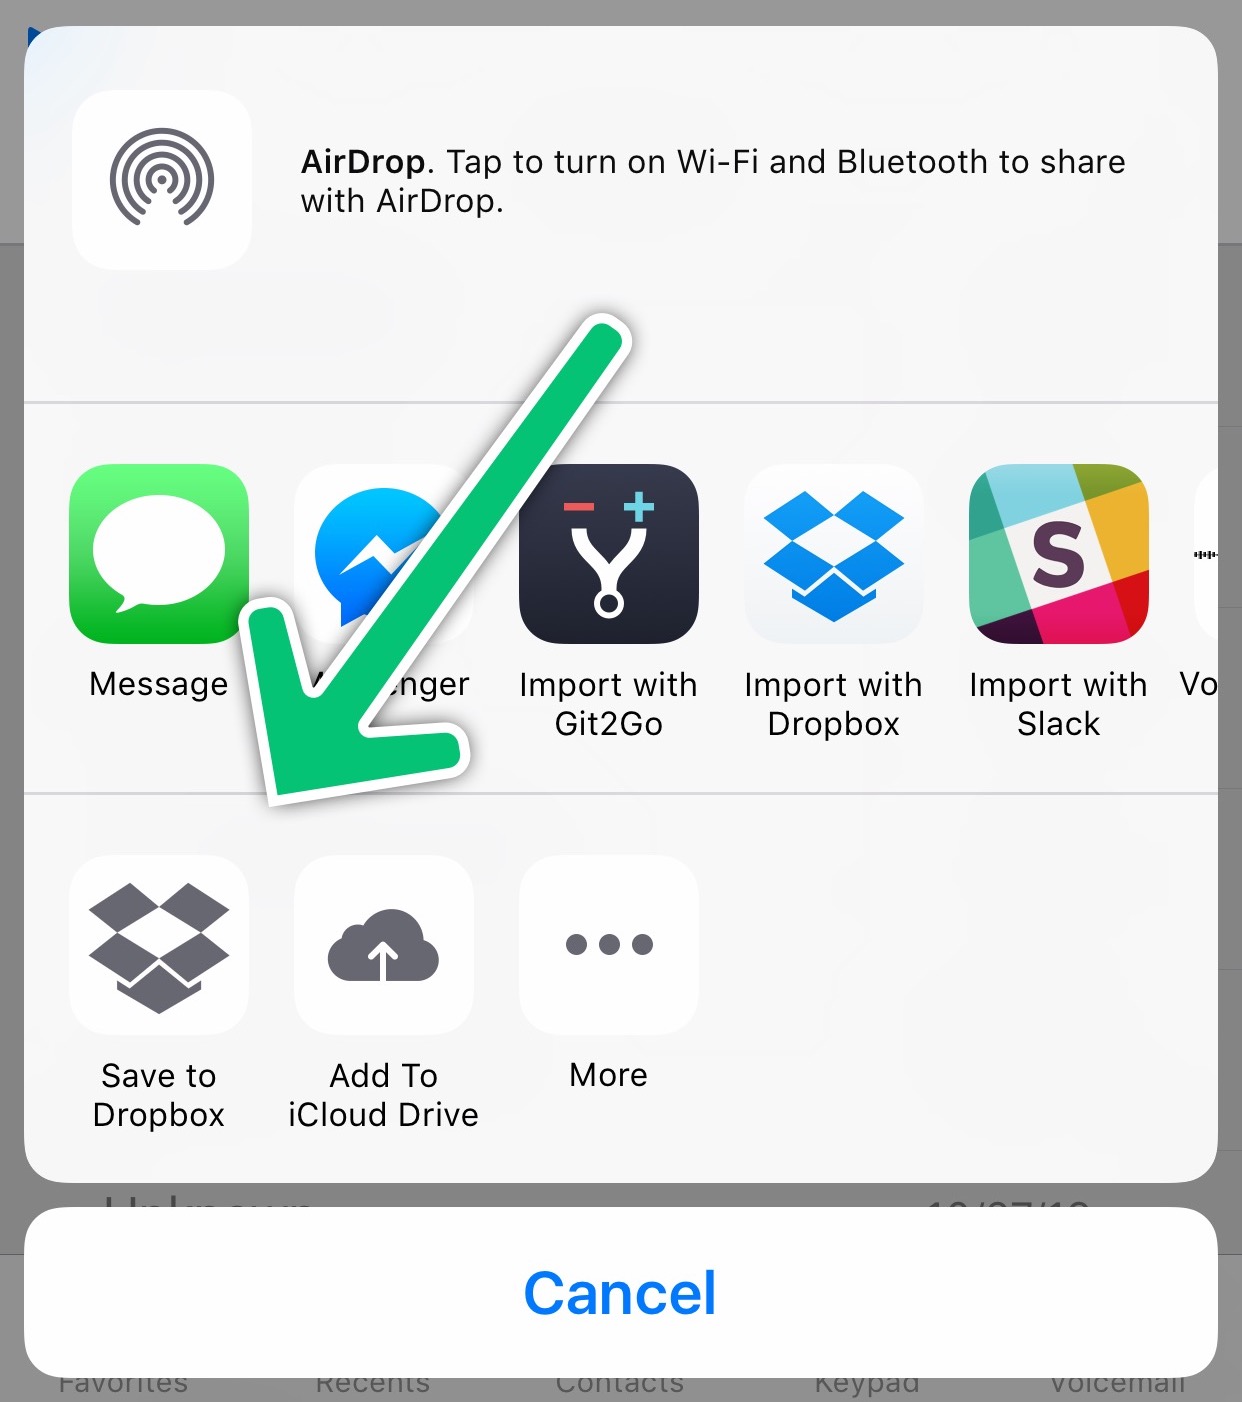 AirDrop. Tap to turn on Wi-Fi and Bluetooth to share
with AirDrop.
S
Message
Import with
Git2Go
Import with
Dropbox
Import with
Slack
Vo
Save to
Dropbox
Add To
iCloud Drive
More
Unknown
Cancel
Favorites
Recents
Contacts
Keypad
Voicemail